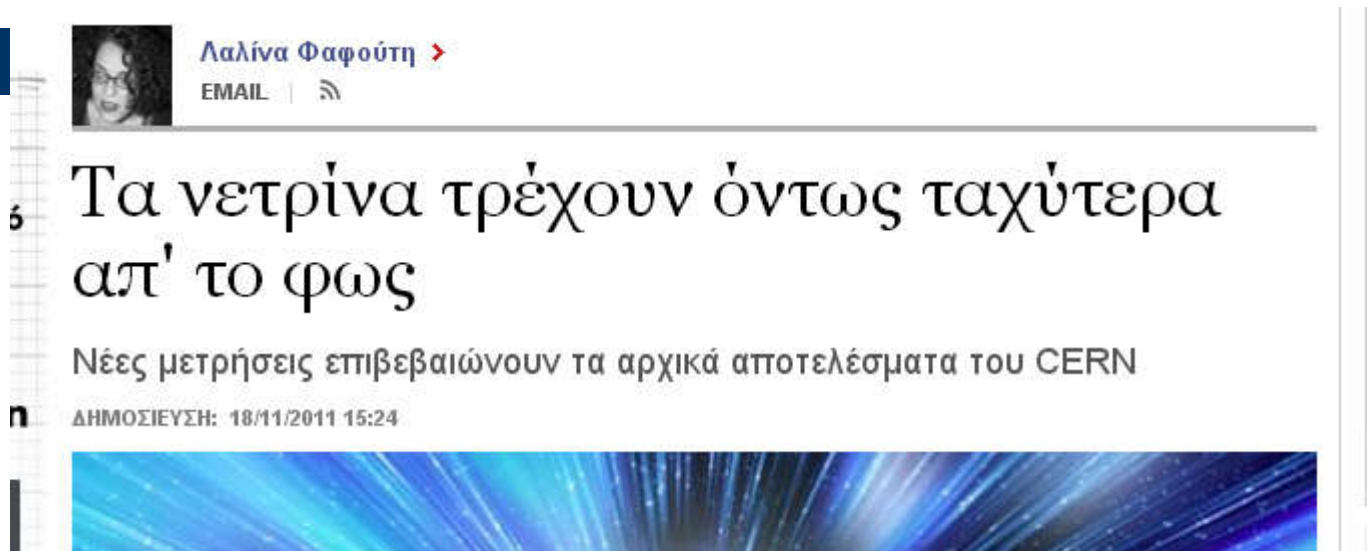 Λαλίνα Φαφούτη
EMAIL
Τα νετρίνα τρέχουν όντως ταχύτερα
απ' το φως
Νέες μετρήσεις επιβεβαιώνουν τα αρχικά αποτελέσματα του CERN
ΔΗΜΟΣΙΕΥΣΗ: 18/11/2011 15:24